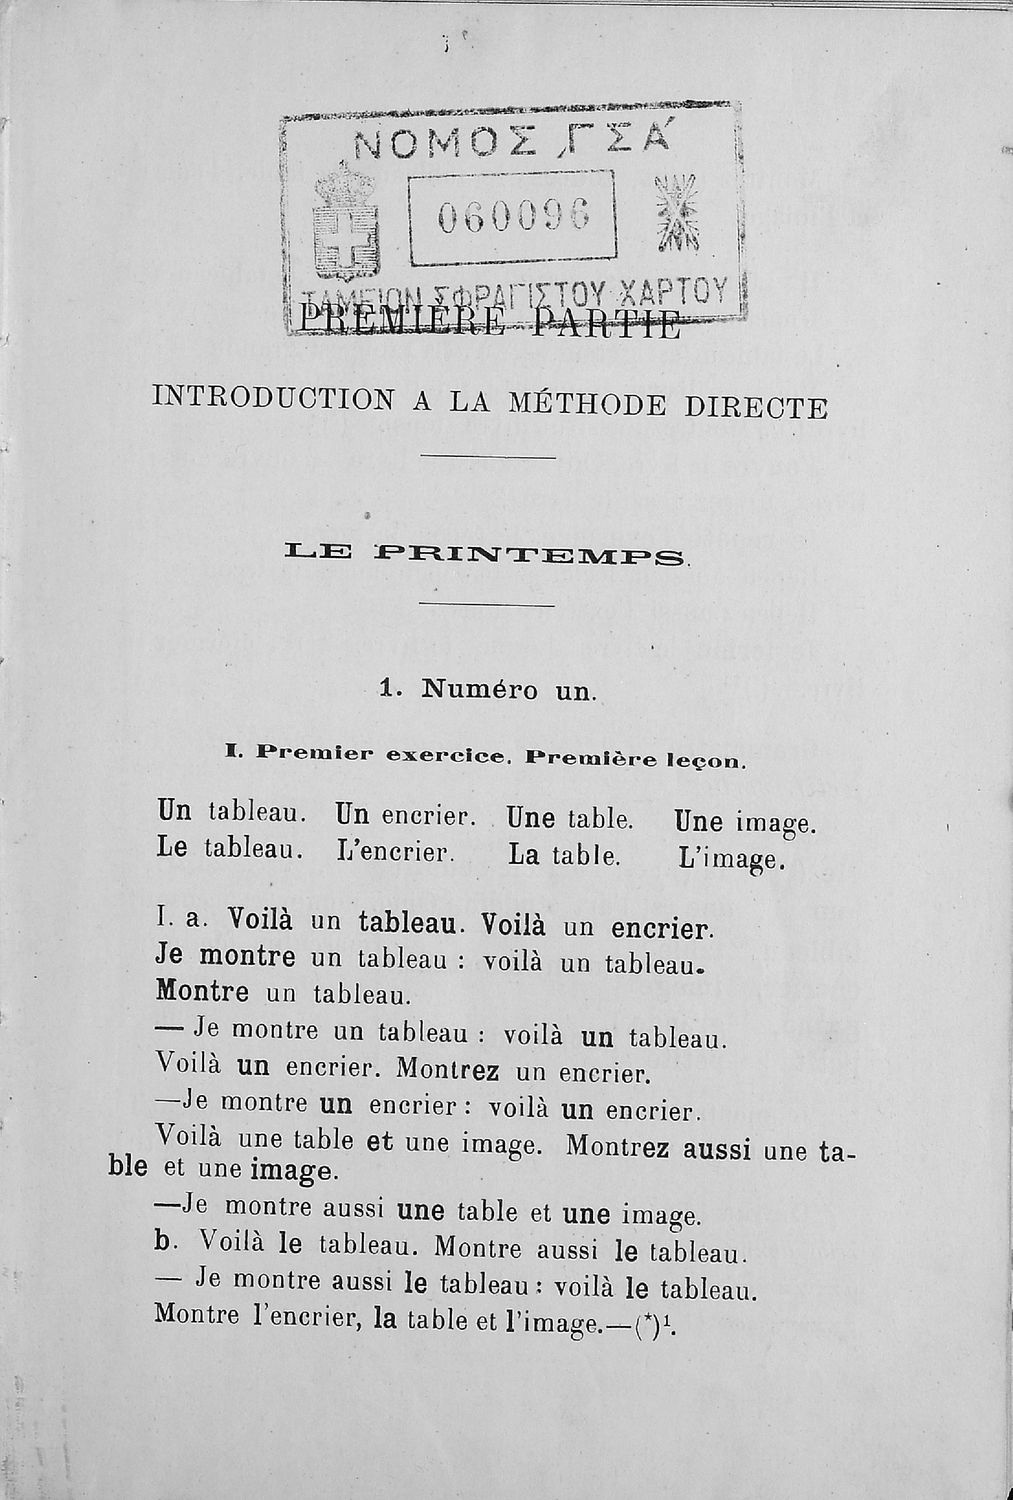 ΝΟΜΟΣ ΓΣΑ΄
060096
ΤΑΜΕΙΟΝ ΣΦΡΑΓΙΣΤΟΥ ΧΑΡΤΟΥ
PREMIÈRE PARTIE
INTRODUCTION A LA MÉTHODE DIRECTE
LE PRINTEMPS.
1. Numéro un.
I. Premier exercice. Première leçon.
Un tableau. Un encrier. Une table. Une image.
Le tableau. L'encrier. La table. L'image.
I. a. Voilà un tableau. Voilà un encrier.
Je montre un tableau : voilà un tableau.
Montre un tableau.
— Je montre un tableau : voilà un tableau.
Voilà un encrier. Montrez un encrier.
—Je montre un encrier : voilà un encrier.
Voilà une table et une image. Montrez aussi une ta-
ble et une image.
—Je montre aussi une table et une image.
b. Voilà le tableau. Montre aussi le tableau.
— Je montre aussi le tableau : voilà le tableau.
Montre l'encrier, la table et l'image.—(*)¹.